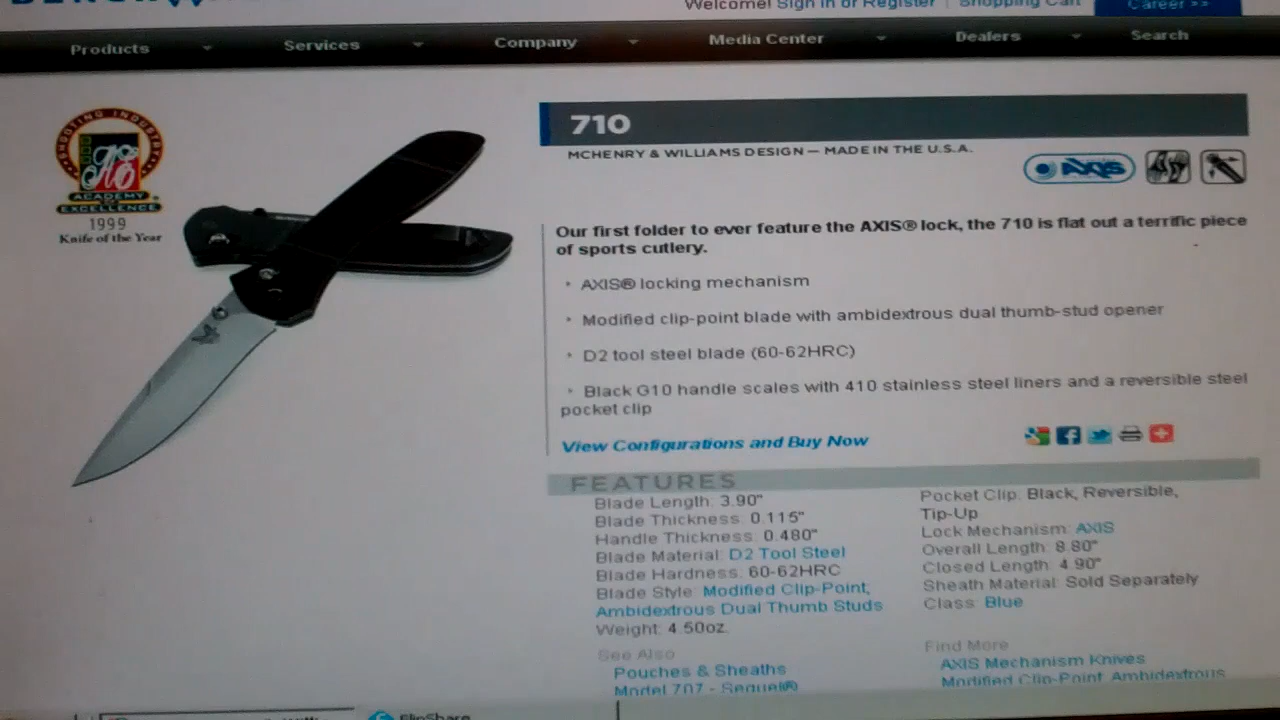 Welcome! Sign In or Register | Shopping Cart
Career >>
Products
Services
Company
Media Center
Dealers
Search
SHOOTING INDUSTRY
ACADEMY
OF
EXCELLENCE
1999
Knife of the Year
710
MCHENRY & WILLIAMS DESIGN — MADE IN THE U.S.A.
AXIS
Our first folder to ever feature the AXIS® lock, the 710 is flat out a terrific piece
of sports cutlery.
AXIS® locking mechanism
Modified clip-point blade with ambidextrous dual thumb-stud opener
D2 tool steel blade (60-62HRC)
Black G10 handle scales with 410 stainless steel liners and a reversible steel
pocket clip
View Configurations and Buy Now
FEATURES
Blade Length: 3.90"
Blade Thickness: 0.115"
Handle Thickness: 0.480"
Blade Material: D2 Tool Steel
Blade Hardness: 60-62HRC
Blade Style: Modified Clip-Point,
Ambidextrous Dual Thumb Studs
Weight: 4.50oz.
Pocket Clip: Black, Reversible,
Tip-Up
Lock Mechanism: AXIS
Overall Length: 8.80"
Closed Length: 4.90"
Sheath Material: Sold Separately
Class: Blue
See Also
Pouches & Sheaths
Model 707 - Sequel®
Find More
AXIS Mechanism Knives
Modified Clip-Point, Ambidextrous
ClipShare